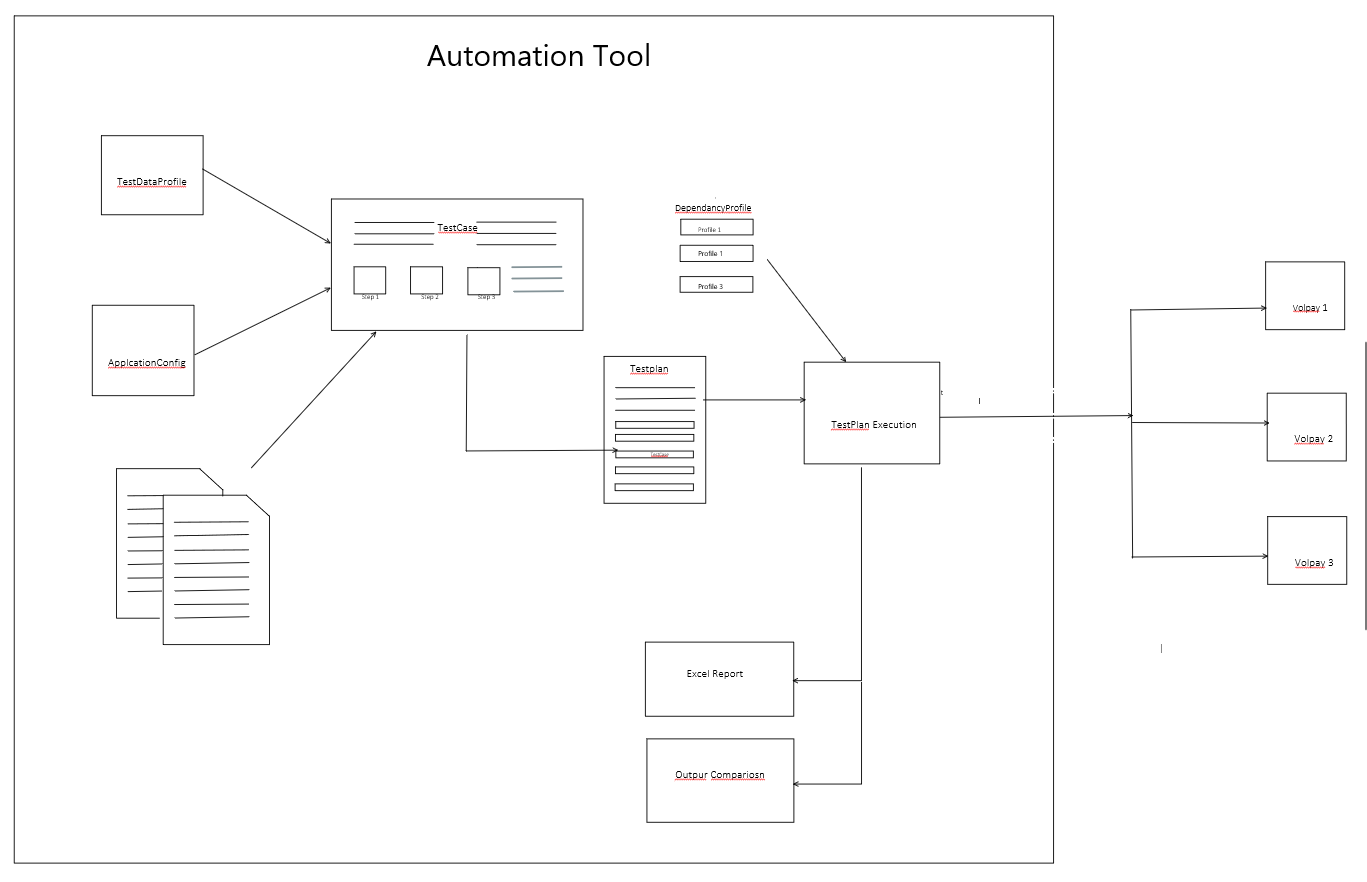 Automation Tool
TestDataProfile
TestCase
Step 1
Step 2
Step 3
ApplcationConfig
DependancyProfile
Profile 1
Profile 1
Profile 3
Testplan
TestCase
TestPlan Execution
t
Volpay 1
Volpay 2
Volpay 3
Excel Report
Outpur Compariosn